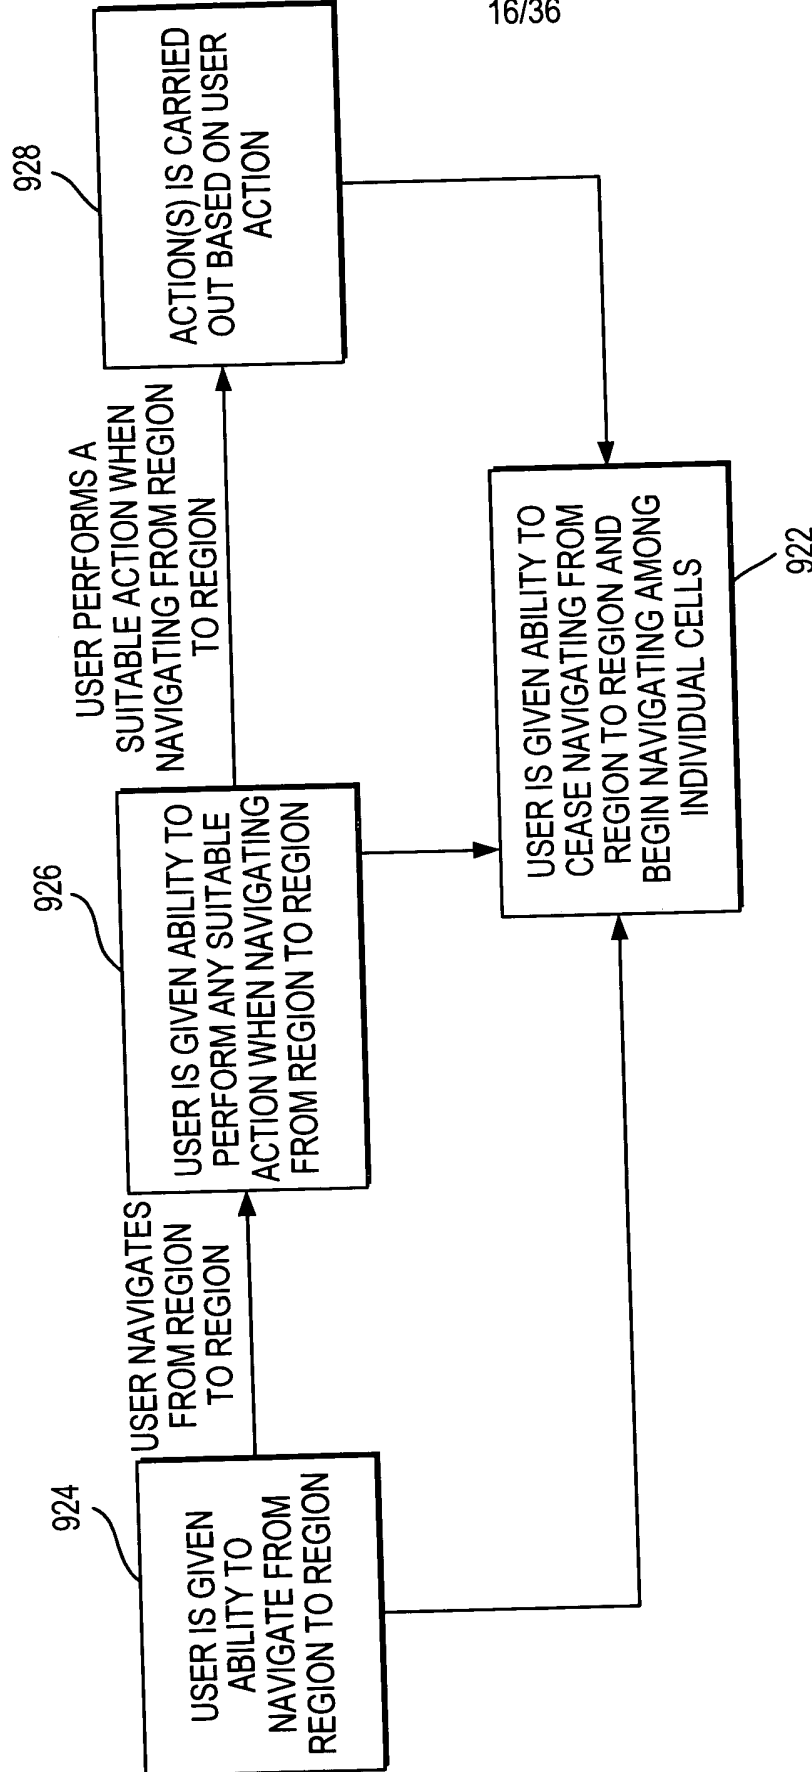 16/36
924
USER IS GIVEN
ABILITY TO
NAVIGATE FROM
REGION TO REGION
USER NAVIGATES
FROM REGION
TO REGION
926
USER IS GIVEN ABILITY TO
PERFORM ANY SUITABLE
ACTION WHEN NAVIGATING
FROM REGION TO REGION
USER PERFORMS A
SUITABLE ACTION WHEN
NAVIGATING FROM REGION
TO REGION
928
ACTION(S) IS CARRIED
OUT BASED ON USER
ACTION
USER IS GIVEN ABILITY TO
CEASE NAVIGATING FROM
REGION TO REGION AND
BEGIN NAVIGATING AMONG
INDIVIDUAL CELLS
922